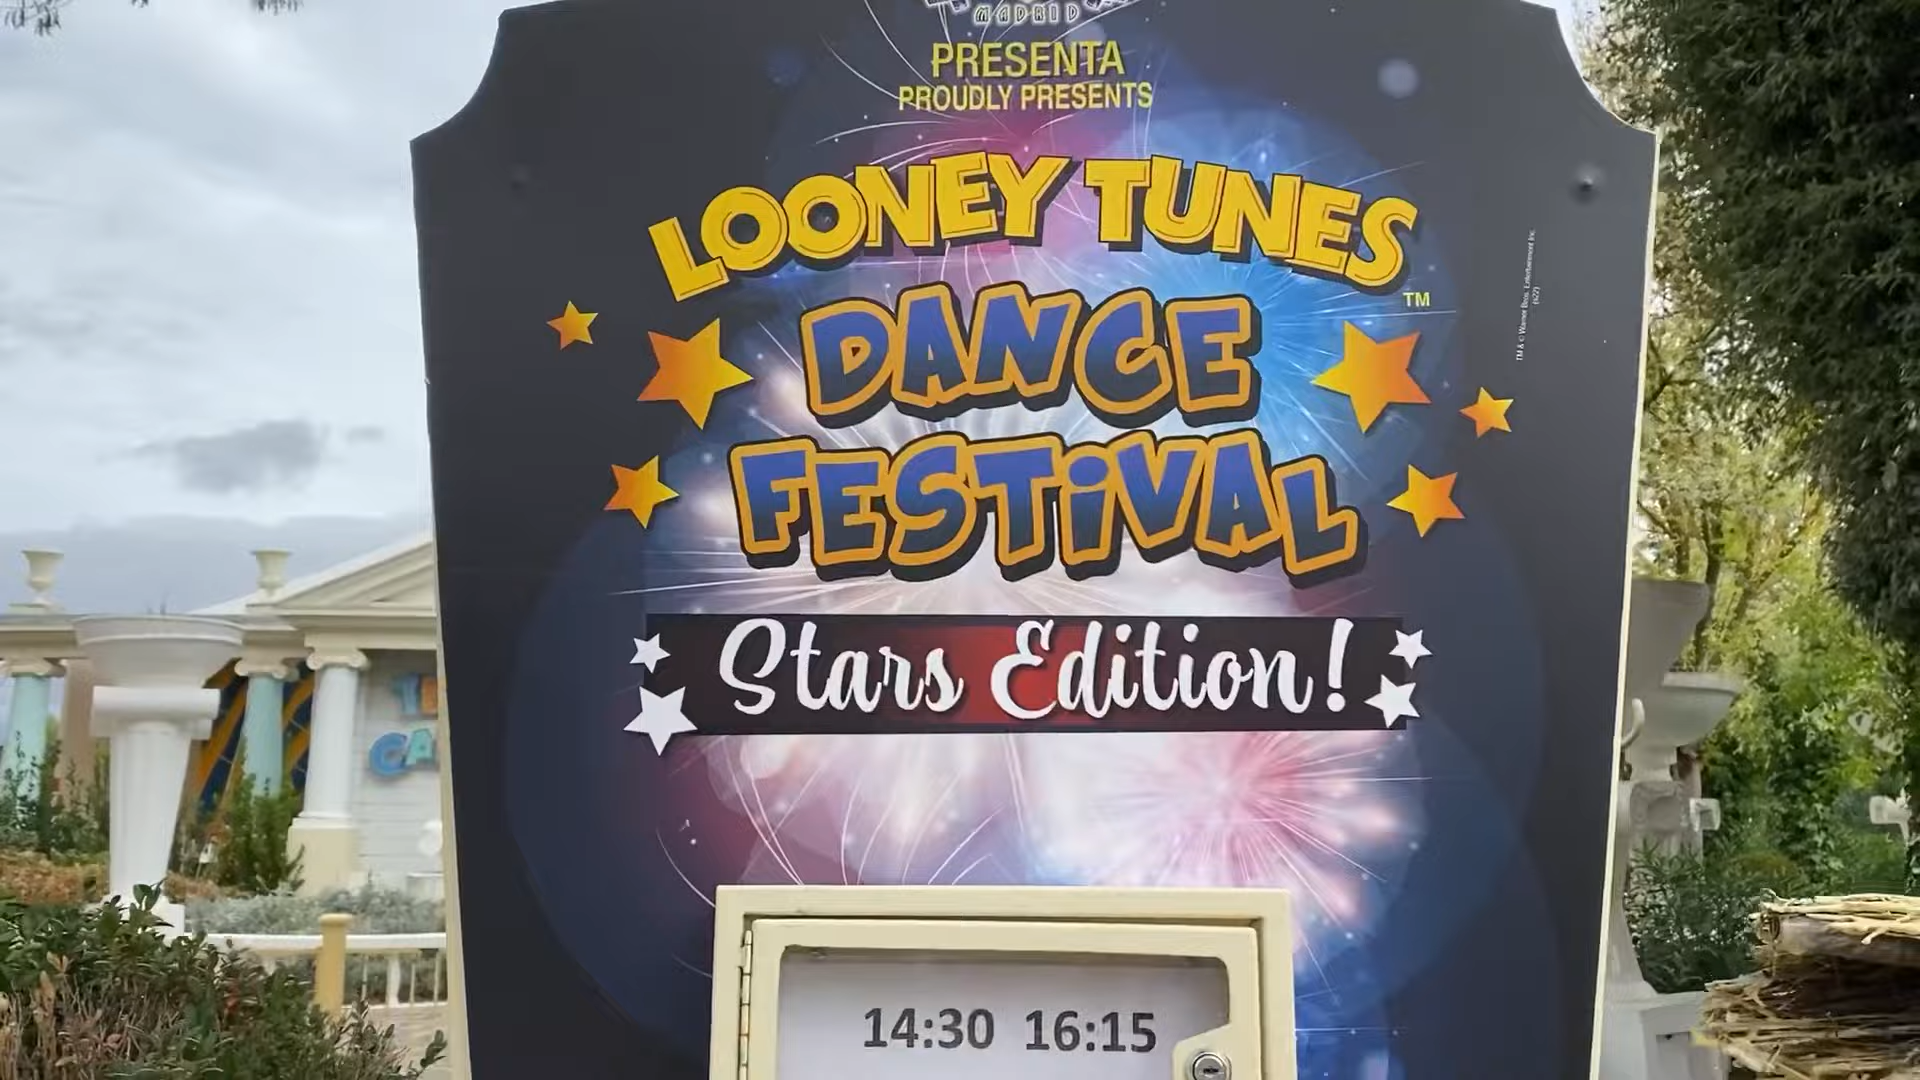 MADRID
PRESENTA
PROUDLY PRESENTS
LOONEY TUNES
TM
DANCE
FESTiVAL
Stars Edition!
14:30 16:15
TM & © Warner Bros. Entertainment Inc.
CA